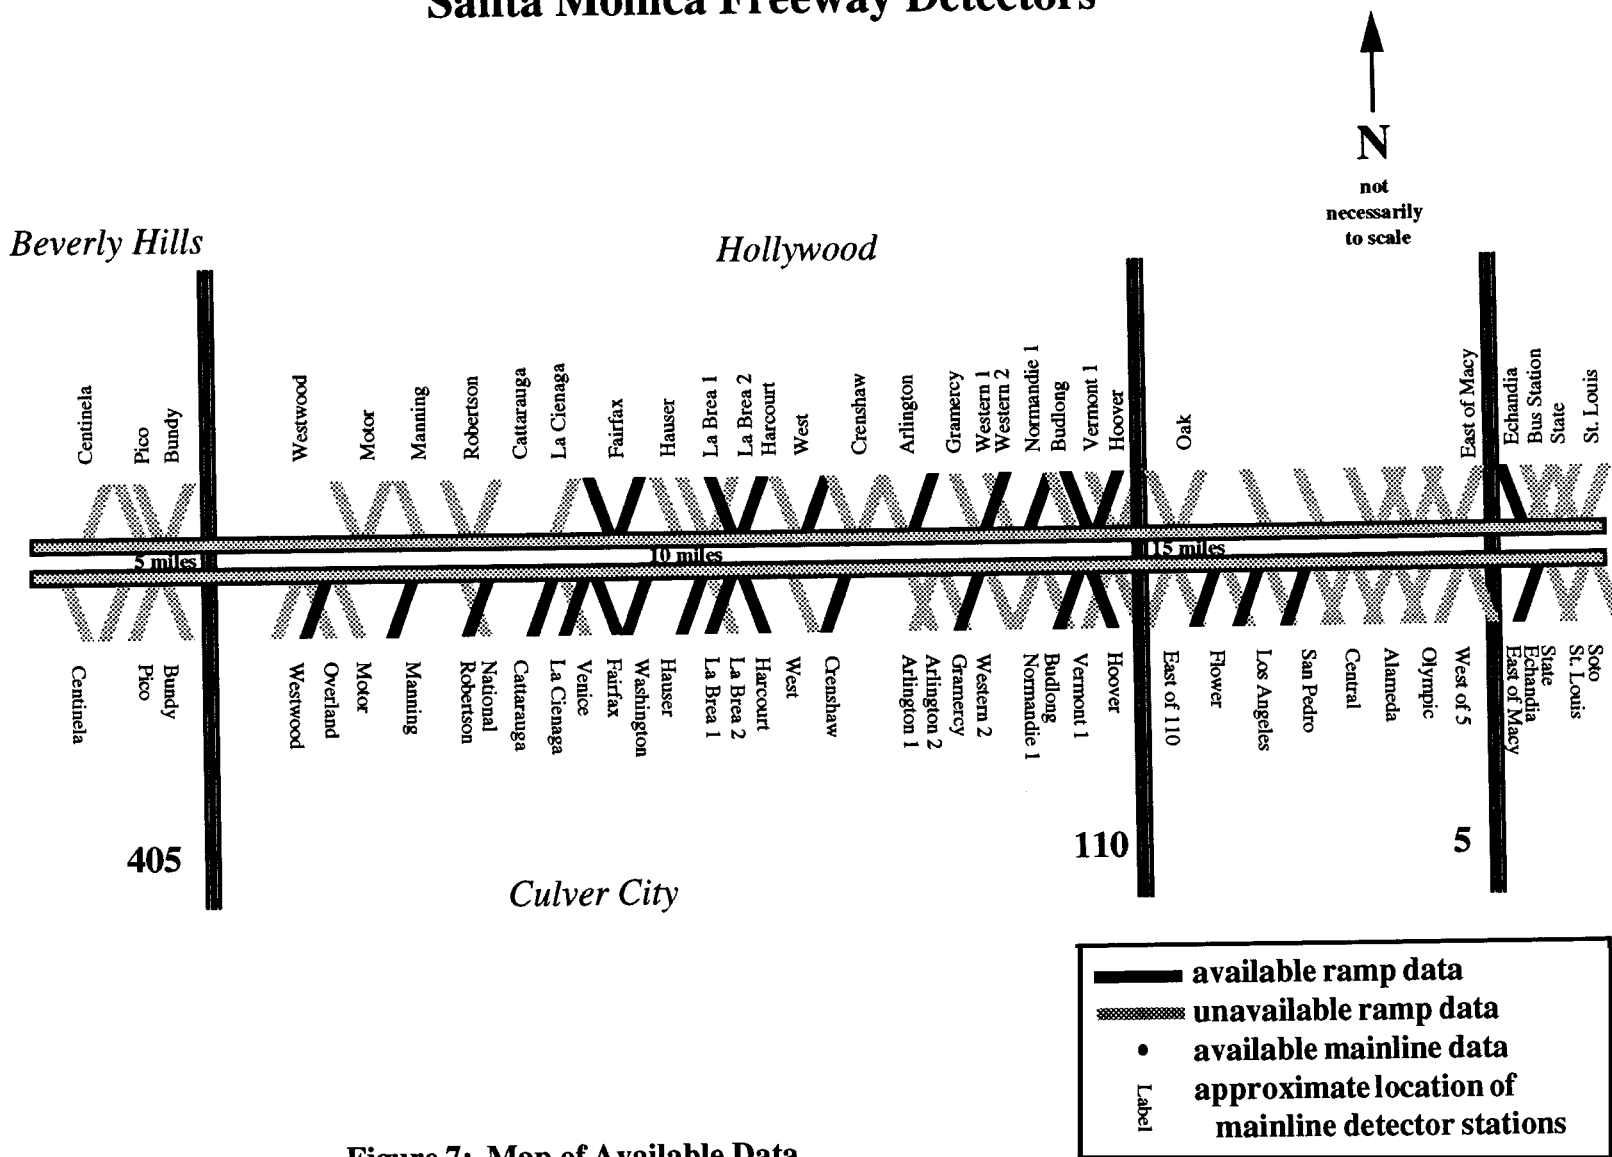 Santa Monica Freeway Detectors
N
not
necessarily
to scale
Beverly Hills
Hollywood
Centinela
Pico
Bundy
Westwood
Motor
Manning
Robertson
Cattarauga
La Cienaga
Fairfax
Hauser
La Brea 1
La Brea 2
Harcourt
West
Crenshaw
Arlington
Gramercy
Western 1
Western 2
Normandie 1
Budlong
Vermont 1
Hoover
Oak
East of Macy
Echandia
Bus Station
State
St. Louis
5 miles
10 miles
15 miles
Centinela
Pico
Bundy
Westwood
Overland
Motor
Manning
Robertson
National
Cattarauga
La Cienaga
Venice
Fairfax
Washington
Hauser
La Brea 1
La Brea 2
Harcourt
West
Crenshaw
Arlington 1
Arlington 2
Gramercy
Western 2
Normandie 1
Budlong
Vermont 1
Hoover
East of 110
Flower
Los Angeles
San Pedro
Central
Alameda
Olympic
West of 5
East of Macy
Echandia
State
St. Louis
Soto
405
110
5
Culver City
available ramp data
unavailable ramp data
available mainline data
Label
approximate location of
mainline detector stations
Figure 7: Map of Available Data